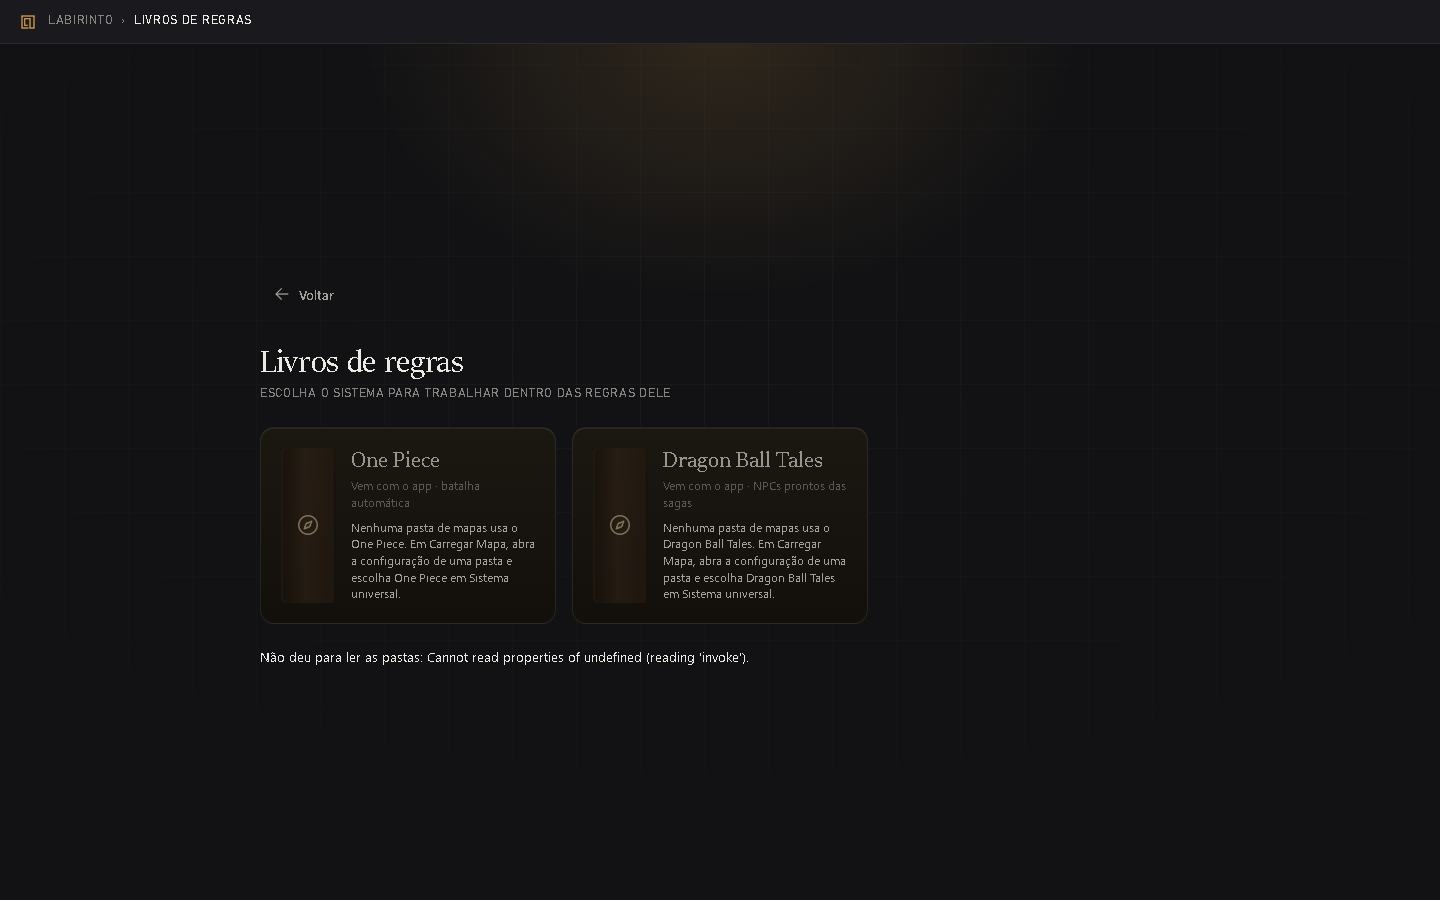 LABIRINTO › LIVROS DE REGRAS
Voltar
Livros de regras
ESCOLHA O SISTEMA PARA TRABALHAR DENTRO DAS REGRAS DELE
One Piece
Vem com o app · batalha
automática
Nenhuma pasta de mapas usa o
One Piece. Em Carregar Mapa, abra
a configuração de uma pasta e
escolha One Piece em Sistema
universal.
Dragon Ball Tales
Vem com o app · NPCs prontos das
sagas
Nenhuma pasta de mapas usa o
Dragon Ball Tales. Em Carregar
Mapa, abra a configuração de uma
pasta e escolha Dragon Ball Tales
em Sistema universal.
Não deu para ler as pastas: Cannot read properties of undefined (reading 'invoke').